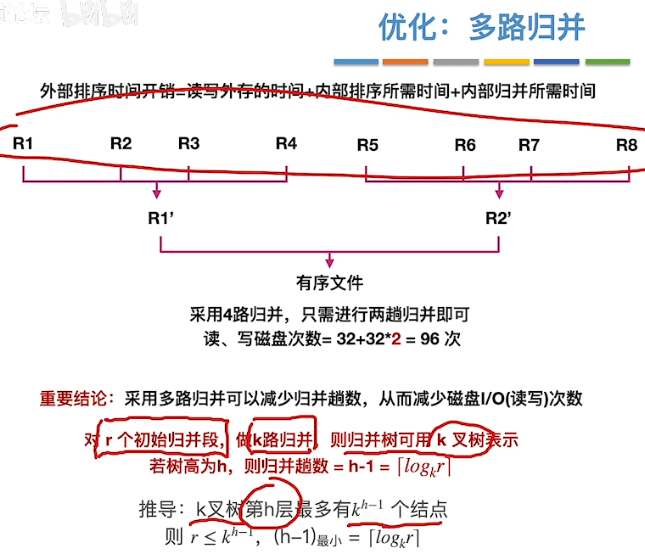 优化：多路归并
外部排序时间开销=读写外存的时间+内部排序所需时间+内部归并所需时间
R1 R2 R3 R4 R5 R6 R7 R8
R1’ R2’
有序文件
采用4路归并，只需进行两趟归并即可
读、写磁盘次数= 32+32*2 = 96 次
重要结论：采用多路归并可以减少归并趟数，从而减少磁盘I/O(读写)次数
对 r 个初始归并段，做k路归并，则归并树可用 k 叉树表示
若树高为h，则归并趟数 = h-1 = ⌈logₖr⌉
推导：k叉树第h层最多有kʰ⁻¹ 个结点
则 r ≤ kʰ⁻¹，(h−1)最小 = ⌈logₖr⌉